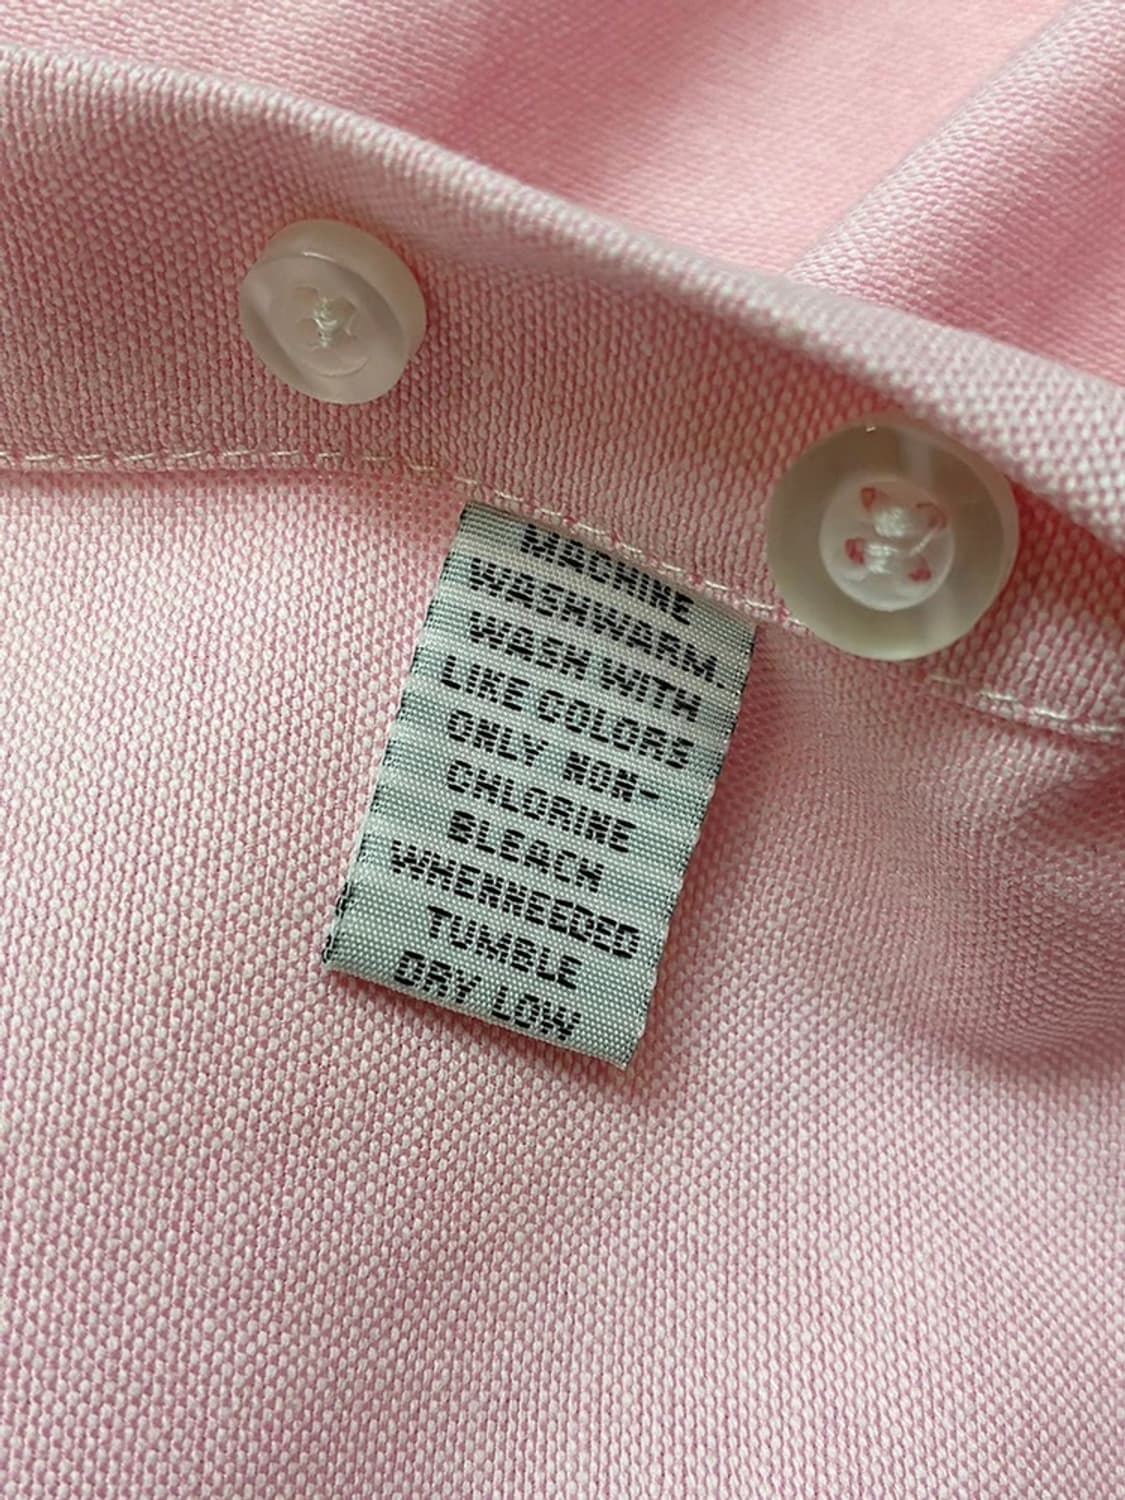 MACHINE
WASHWARM.
WASH WITH
LIKE COLORS
ONLY NON-
CHLORINE
BLEACH
WHENNEEDED
TUMBLE
DRY LOW